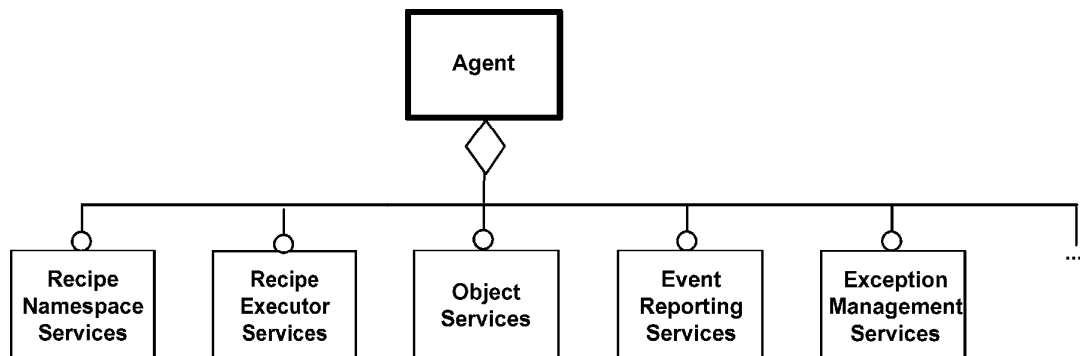 Agent
Recipe
Namespace
Services
Recipe
Executor
Services
Object
Services
Event
Reporting
Services
Exception
Management
Services
...